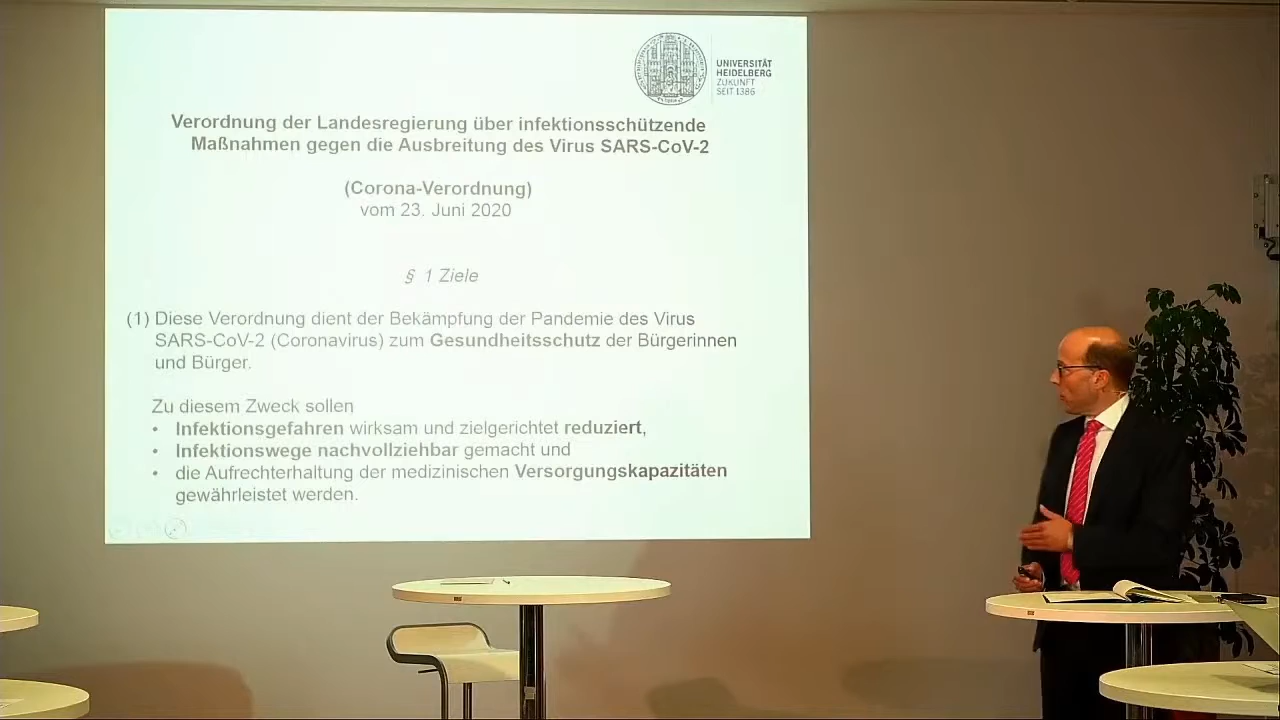 UNIVERSITÄT
HEIDELBERG
ZUKUNFT
SEIT 1386
Verordnung der Landesregierung über infektionsschützende
Maßnahmen gegen die Ausbreitung des Virus SARS-CoV-2
(Corona-Verordnung)
vom 23. Juni 2020
§ 1 Ziele
(1) Diese Verordnung dient der Bekämpfung der Pandemie des Virus
SARS-CoV-2 (Coronavirus) zum Gesundheitsschutz der Bürgerinnen
und Bürger.
Zu diesem Zweck sollen
• Infektionsgefahren wirksam und zielgerichtet reduziert,
• Infektionswege nachvollziehbar gemacht und
• die Aufrechterhaltung der medizinischen Versorgungskapazitäten
gewährleistet werden.